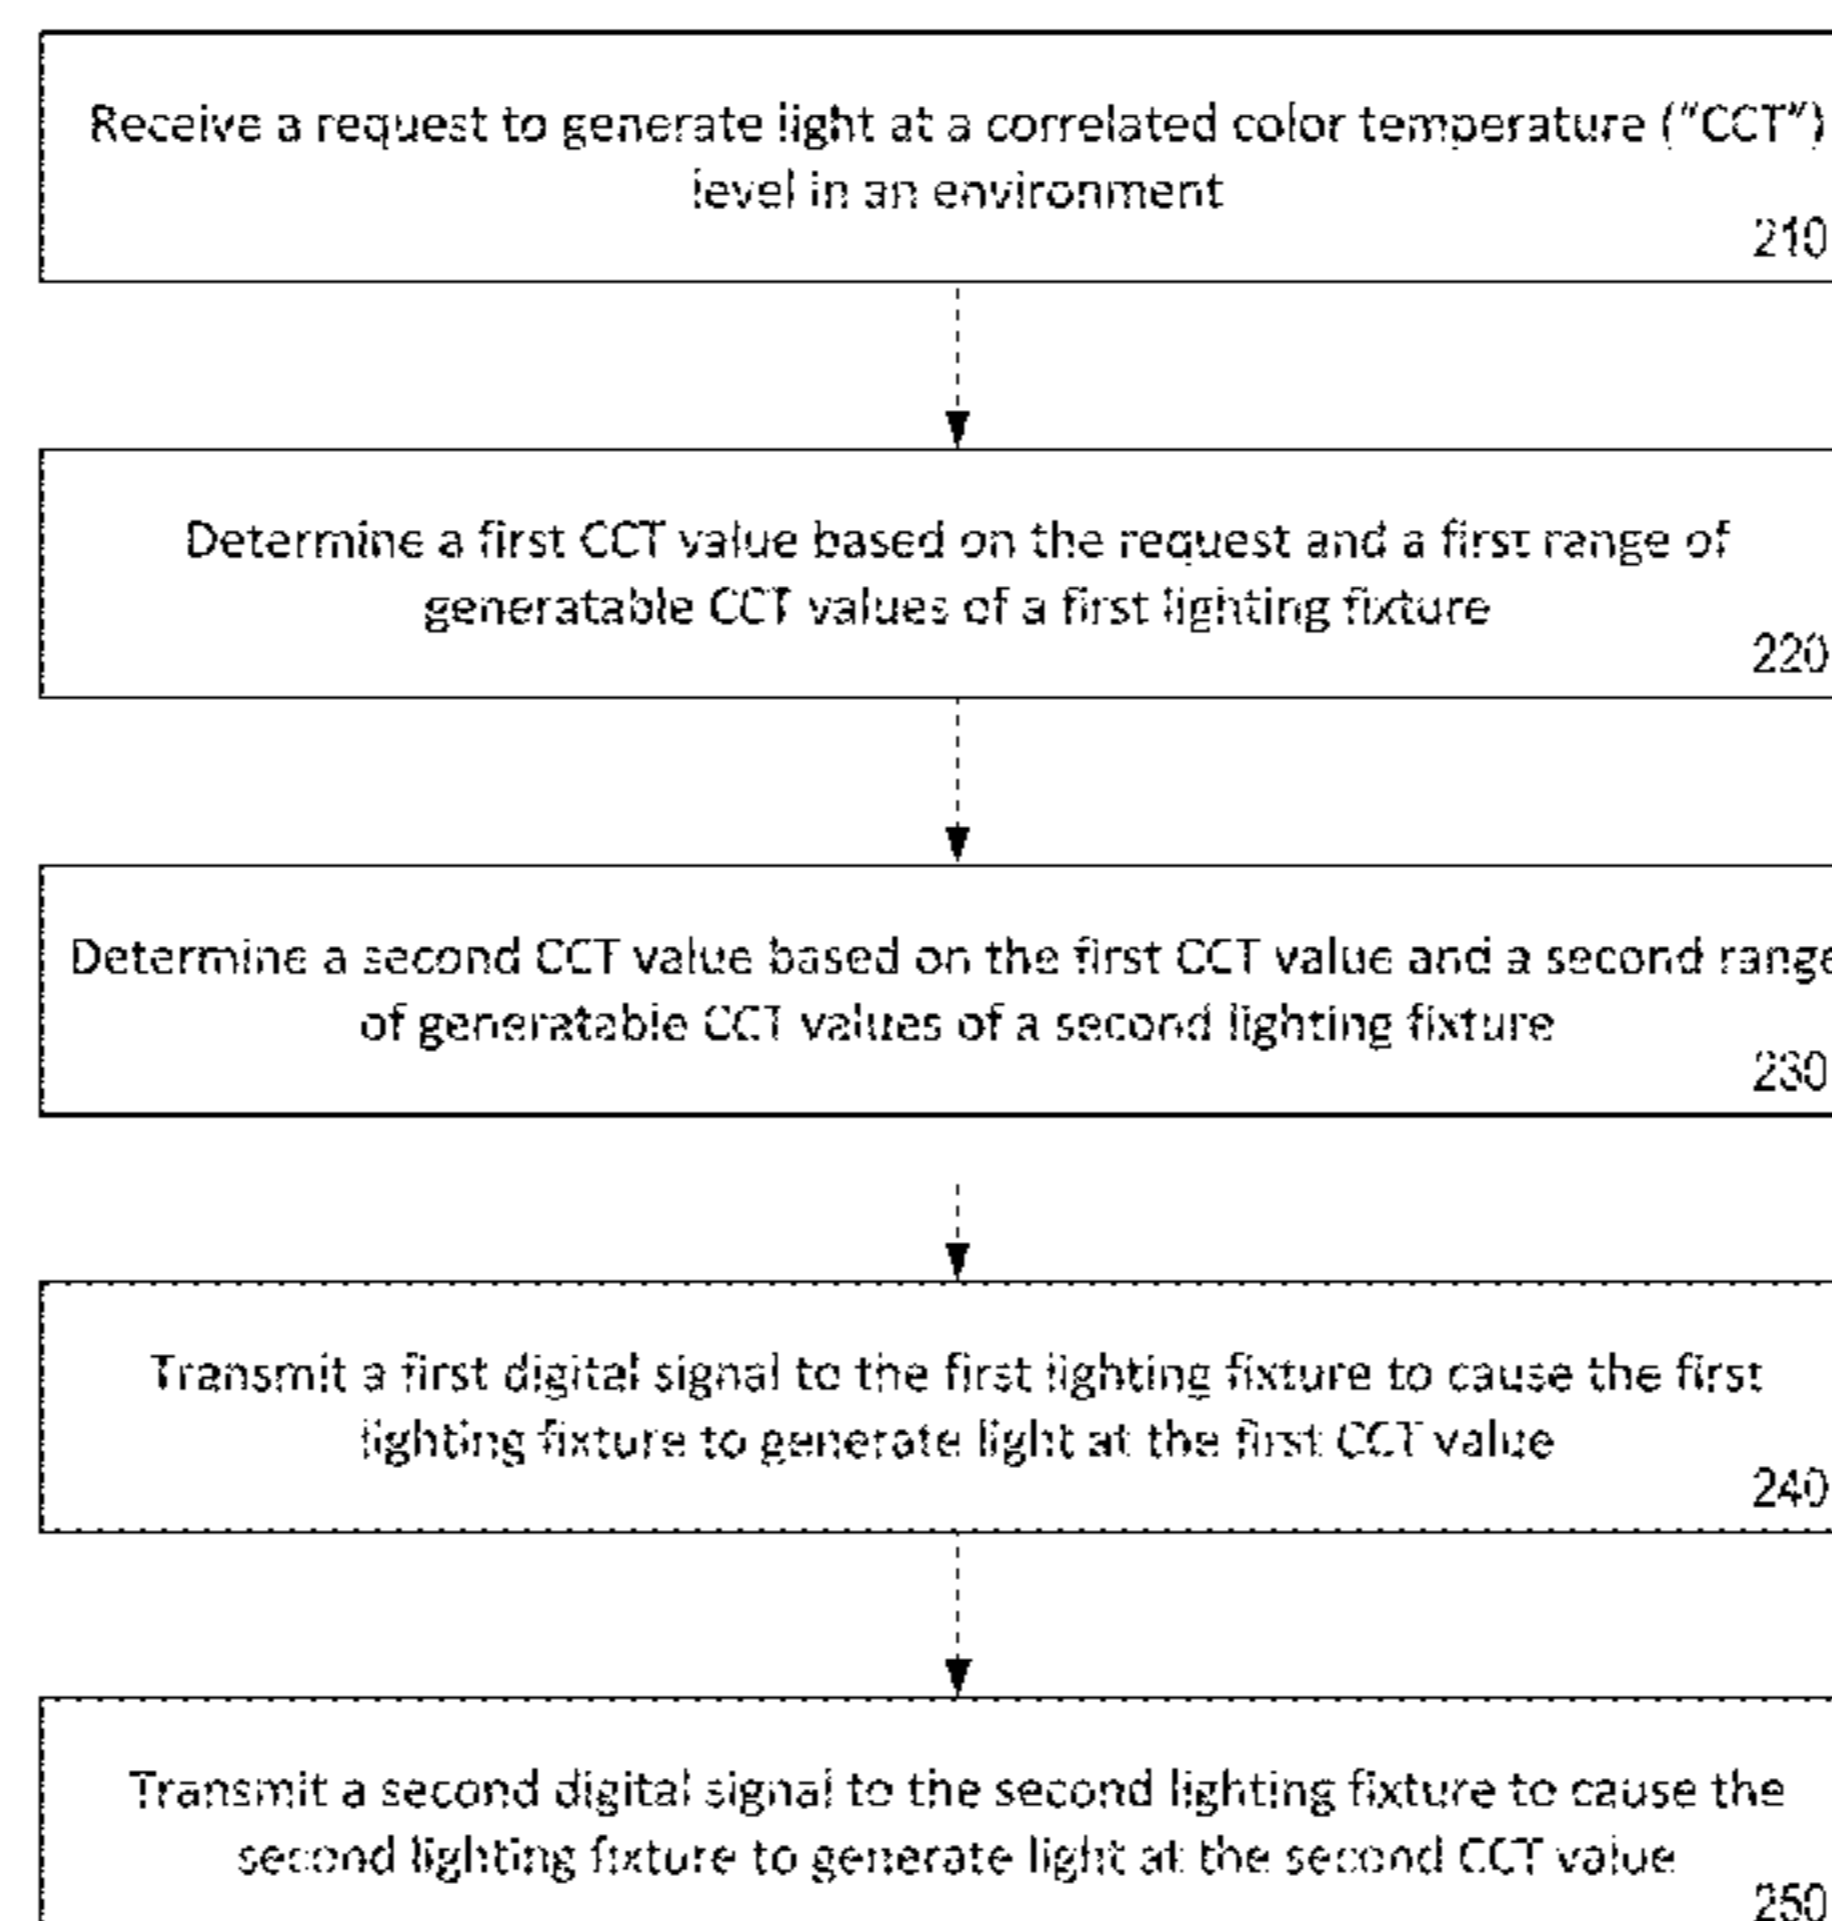 Receive a request to generate light at a correlated color temperature ("CCT")
level in an environment
210
Determine a first CCT value based on the request and a first range of
generatable CCT values of a first lighting fixture
220
Determine a second CCT value based on the first CCT value and a second range
of generatable CCT values of a second lighting fixture
230
Transmit a first digital signal to the first lighting fixture to cause the first
lighting fixture to generate light at the first CCT value
240
Transmit a second digital signal to the second lighting fixture to cause the
second lighting fixture to generate light at the second CCT value
250